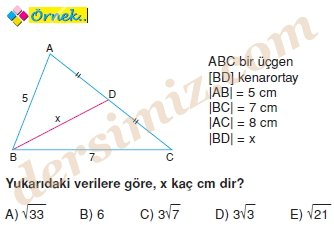 Örnek..
A
ABC bir üçgen
[BD] kenarortay
|AB| = 5 cm
|BC| = 7 cm
|AC| = 8 cm
|BD| = x
D
5
x
B
7
C
dersimiz.com
Yukarıdaki verilere göre, x kaç cm dir?
A) √33 B) 6 C) 3√7 D) 3√3 E) √21